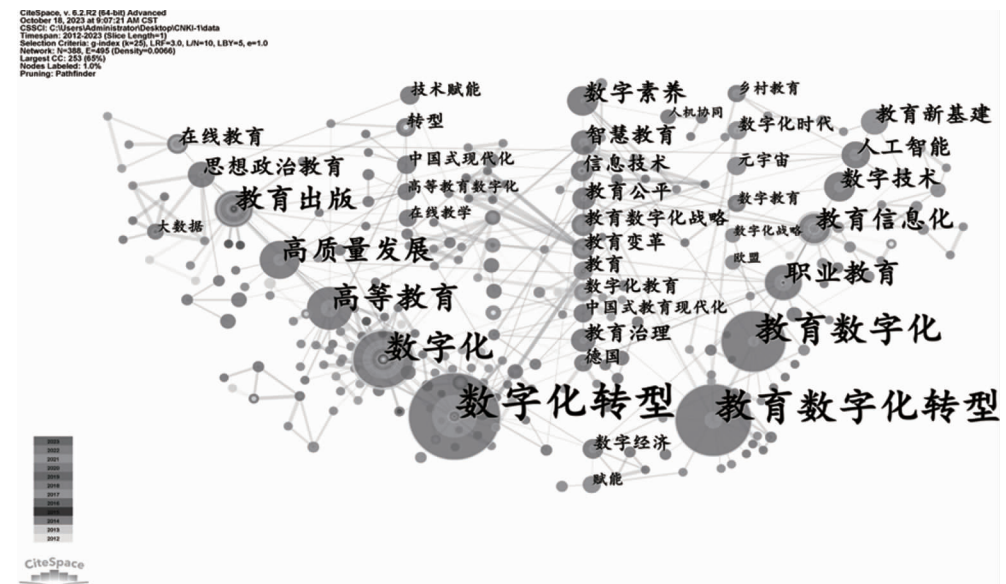 CiteSpace, v. 6.2.R2 (64-bit) Advanced
October 18, 2023 at 9:07:21 AM CST
CSSCI: C:\Users\Administrator\Desktop\CNKI-1\data
Timespan: 2012-2023 (Slice Length=1)
Selection Criteria: g-index (k=25), LRF=3.0, L/N=10, LBY=5, e=1.0
Network: N=388, E=495 (Density=0.0066)
Largest CC: 253 (65%)
Nodes Labeled: 1.0%
Pruning: Pathfinder
在线教育
思想政治教育
教育出版
大数据
高质量发展
高等教育
数字化
数字化转型
技术赋能
转型
中国式现代化
高等教育数字化
在线教学
数字素养
人机协同
智慧教育
信息技术
教育公平
教育数字化战略
教育变革
教育
数字化教育
中国式教育现代化
教育治理
德国
数字经济
赋能
乡村教育
数字化时代
元宇宙
数字教育
数字化战略
欧盟
教育新基建
人工智能
数字技术
教育信息化
职业教育
教育数字化
教育数字化转型
2023
2022
2021
2020
2019
2018
2017
2016
2014
2013
2012
CiteSpace